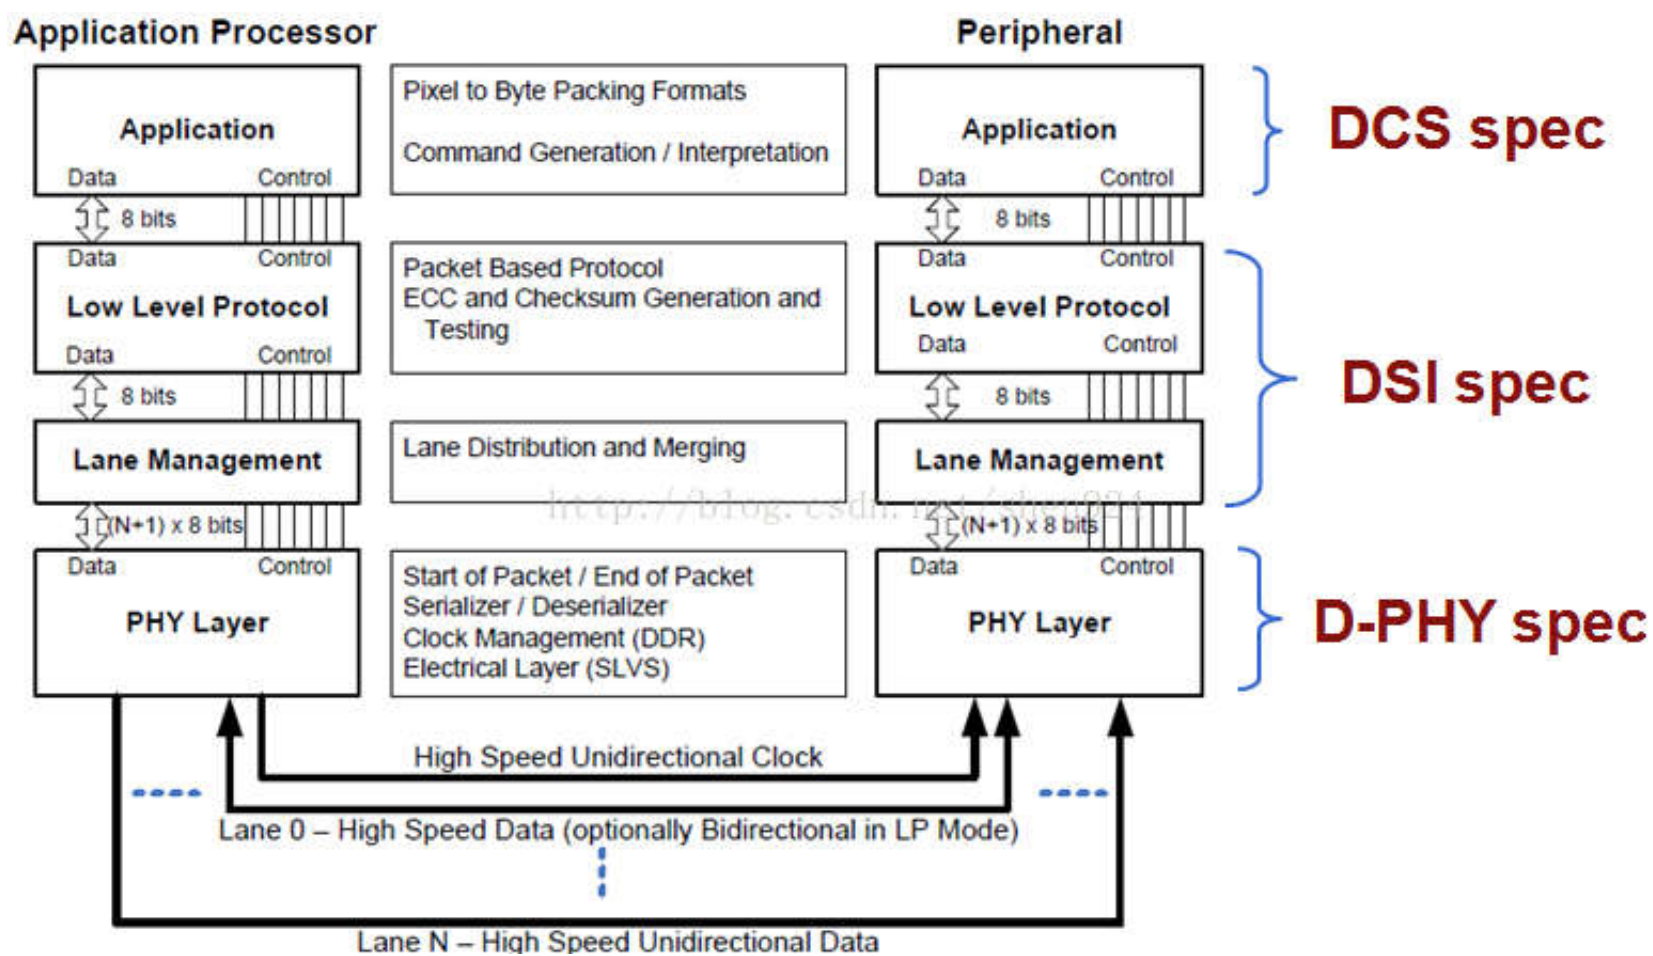 Application Processor
Peripheral
Application
Data Control
Pixel to Byte Packing Formats
Command Generation / Interpretation
Application
Data Control
DCS spec
8 bits
8 bits
Data Control
Low Level Protocol
Data Control
Packet Based Protocol
ECC and Checksum Generation and
Testing
Data Control
Low Level Protocol
Data Control
DSI spec
8 bits
8 bits
Lane Management
Lane Distribution and Merging
Lane Management
http://blog.csdn.net/shen924
(N+1) x 8 bits
(N+1) x 8 bits
Data Control
PHY Layer
Start of Packet / End of Packet
Serializer / Deserializer
Clock Management (DDR)
Electrical Layer (SLVS)
Data Control
PHY Layer
D-PHY spec
High Speed Unidirectional Clock
Lane 0 – High Speed Data (optionally Bidirectional in LP Mode)
Lane N – High Speed Unidirectional Data